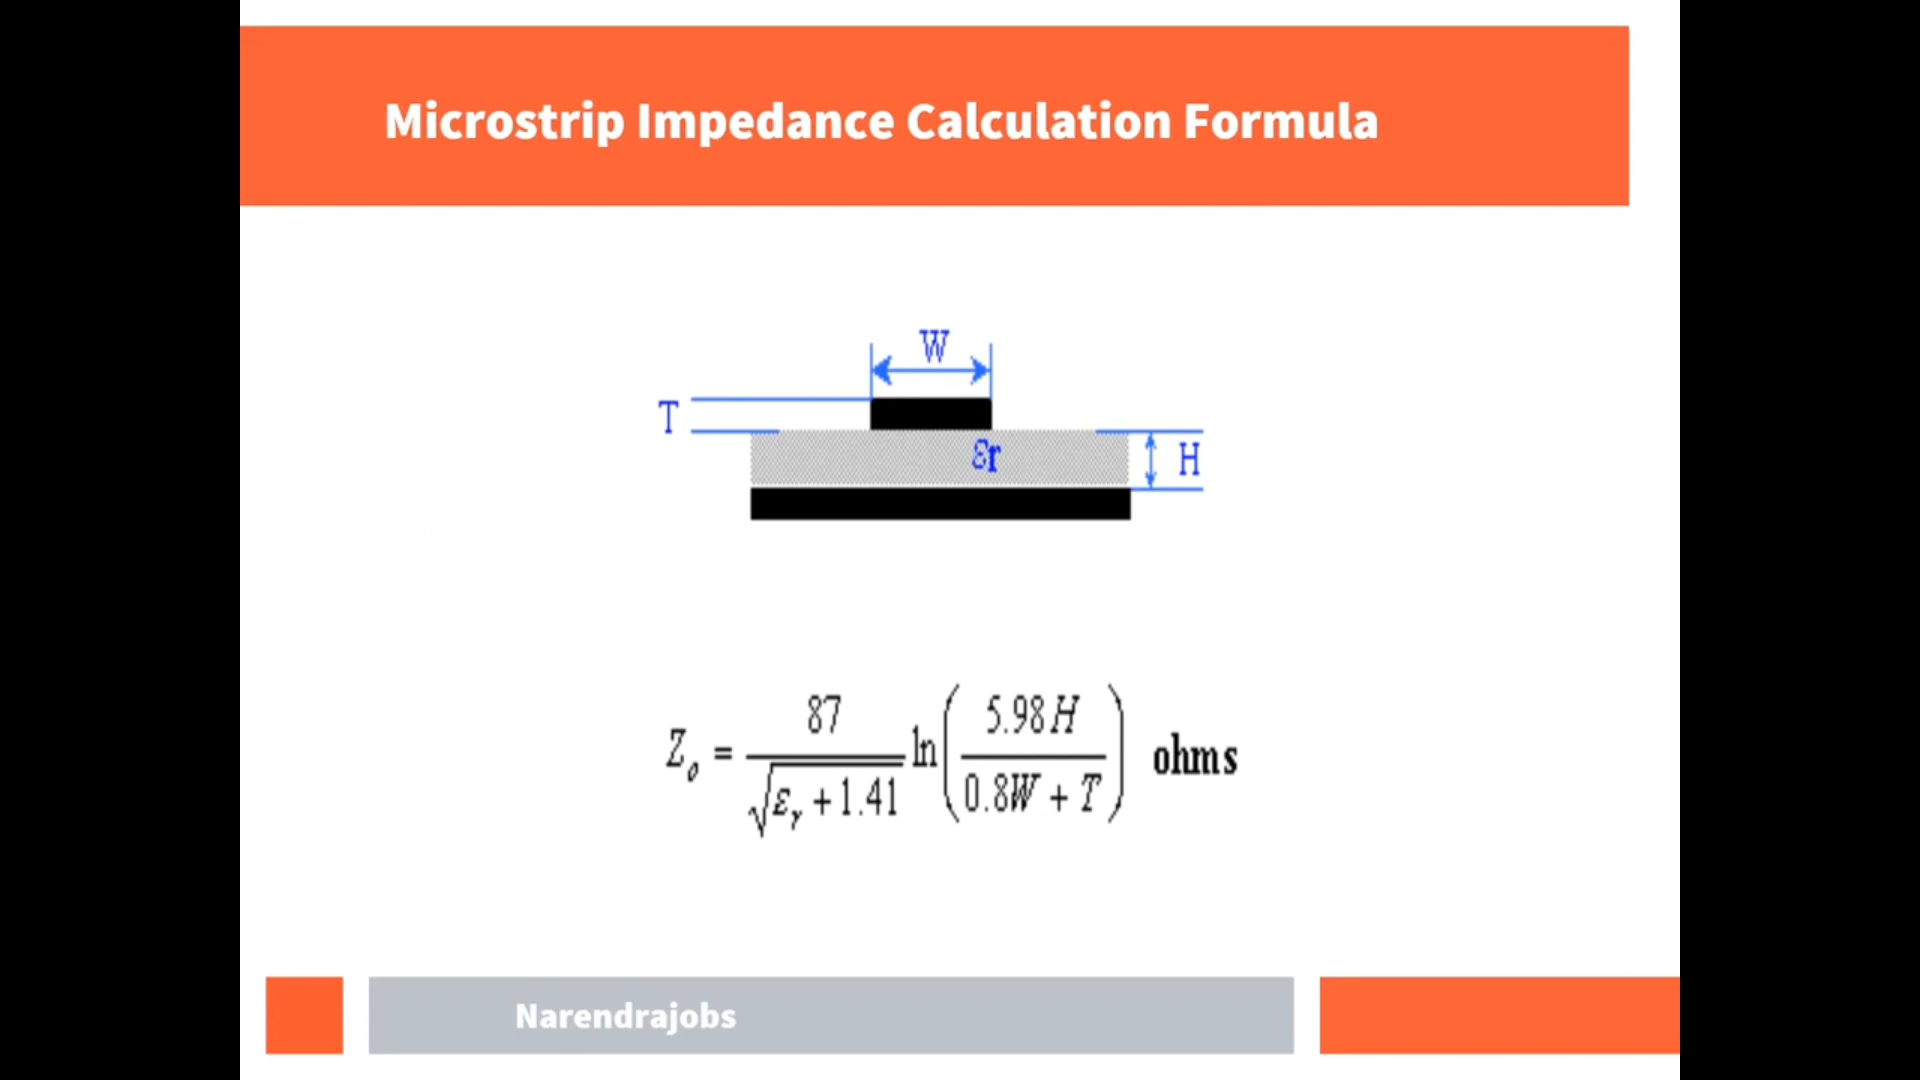 Microstrip Impedance Calculation Formula
W
T
εr
H
Z₀ = 87 / √(εᵣ + 1.41) ln(5.98H / (0.8W + T)) ohms
Narendrajobs